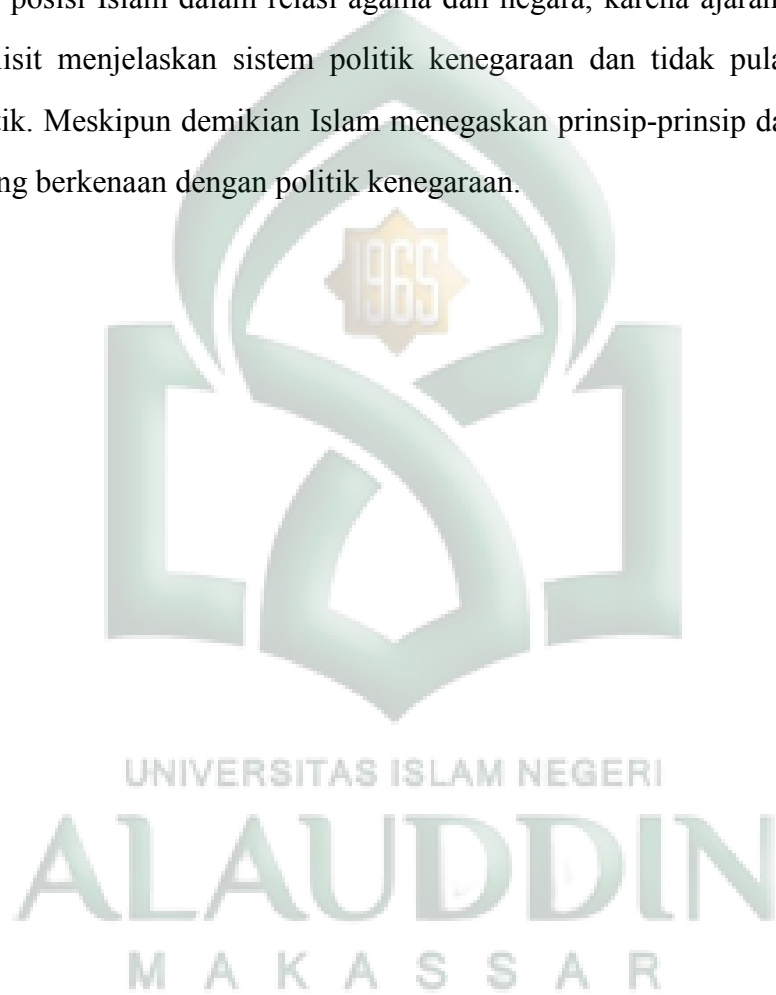 posisi Islam dalam relasi agama dan negara, karena ajaran
menjelaskan sistem politik kenegaraan dan tidak pula
Meskipun demikian Islam menegaskan prinsip-prinsip
berkenaan dengan politik kenegaraan.
1965
UNIVERSITAS ISLAM NEGERI
ALAUDDIN
MAKASSAR